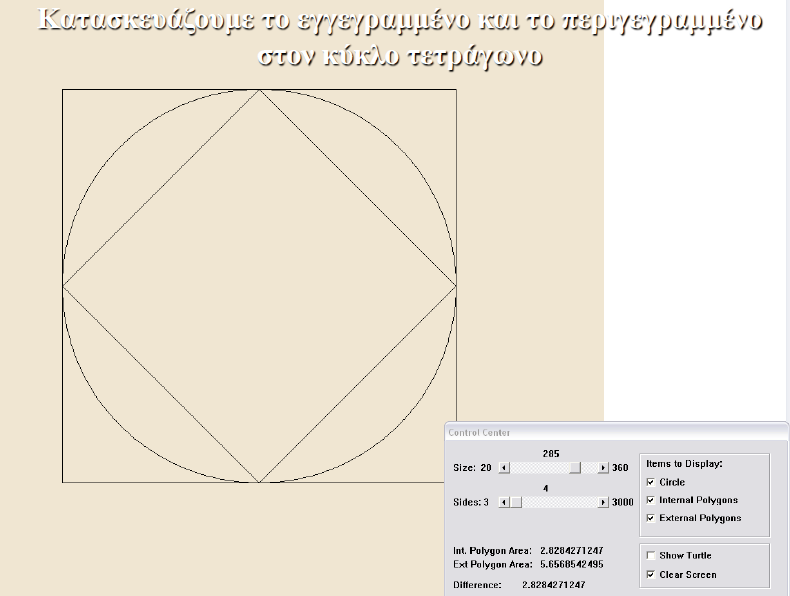 Κατασκευάζουμε το εγγεγραμμένο και το περιγεγραμμένο
στον κύκλο τετράγωνο
Control Center
285
Size: 20 360
4
Sides: 3 3000
Items to Display:
Circle
Internal Polygons
External Polygons
Int. Polygon Area: 2.8284271247
Ext Polygon Area: 5.6568542495
Difference: 2.8284271247
Show Turtle
Clear Screen